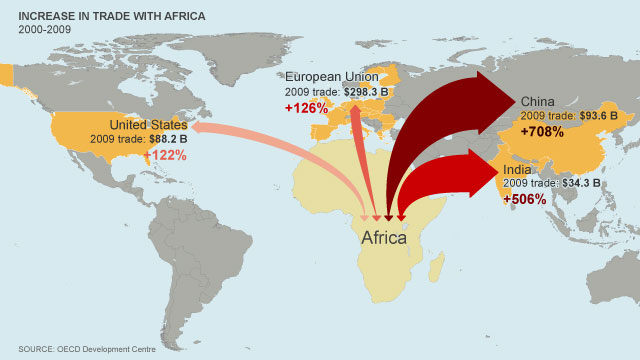 INCREASE IN TRADE WITH AFRICA
2000-2009
European Union
2009 trade: $298.3 B
+126%
United States
2009 trade: $88.2 B
+122%
China
2009 trade: $93.6 B
+708%
India
2009 trade: $34.3 B
+506%
Africa
SOURCE: OECD Development Centre